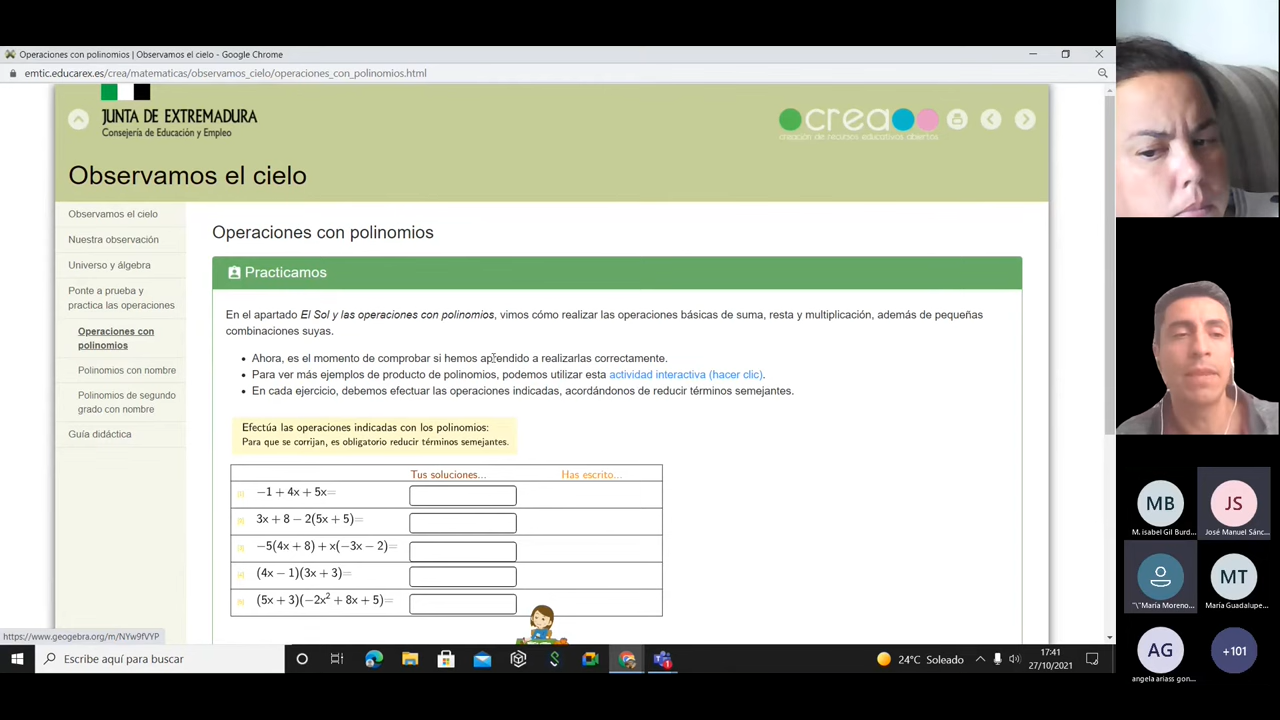 Operaciones con polinomios | Observamos el cielo - Google Chrome
emtic.educarex.es/crea/matematicas/observamos_cielo/operaciones_con_polinomios.html
JUNTA DE EXTREMADURA
Consejería de Educación y Empleo
crea
creación de recursos educativos abiertos
Observamos el cielo
Observamos el cielo
Nuestra observación
Universo y álgebra
Ponte a prueba y
practica las operaciones
Operaciones con
polinomios
Polinomios con nombre
Polinomios de segundo
grado con nombre
Guía didáctica
Operaciones con polinomios
Practicamos
En el apartado El Sol y las operaciones con polinomios, vimos cómo realizar las operaciones básicas de suma, resta y multiplicación, además de pequeñas
combinaciones suyas.
Ahora, es el momento de comprobar si hemos aprendido a realizarlas correctamente.
Para ver más ejemplos de producto de polinomios, podemos utilizar esta actividad interactiva (hacer clic).
En cada ejercicio, debemos efectuar las operaciones indicadas, acordándonos de reducir términos semejantes.
Efectúa las operaciones indicadas con los polinomios:
Para que se corrijan, es obligatorio reducir términos semejantes.
Tus soluciones... Has escrito...
−1 + 4x + 5x=
3x + 8 − 2(5x + 5)=
−5(4x + 8) + x(−3x − 2)=
(4x − 1)(3x + 3)=
(5x + 3)(−2x² + 8x + 5)=
https://www.geogebra.org/m/NYw9fVYP
Escribe aquí para buscar
24°C Soleado
17:41
27/10/2021
MB
M. isabel Gil Burd...
JS
José Manuel Sánc...
María Moreno...
MT
María Guadalupe...
AG
angela ariass gon...
+101